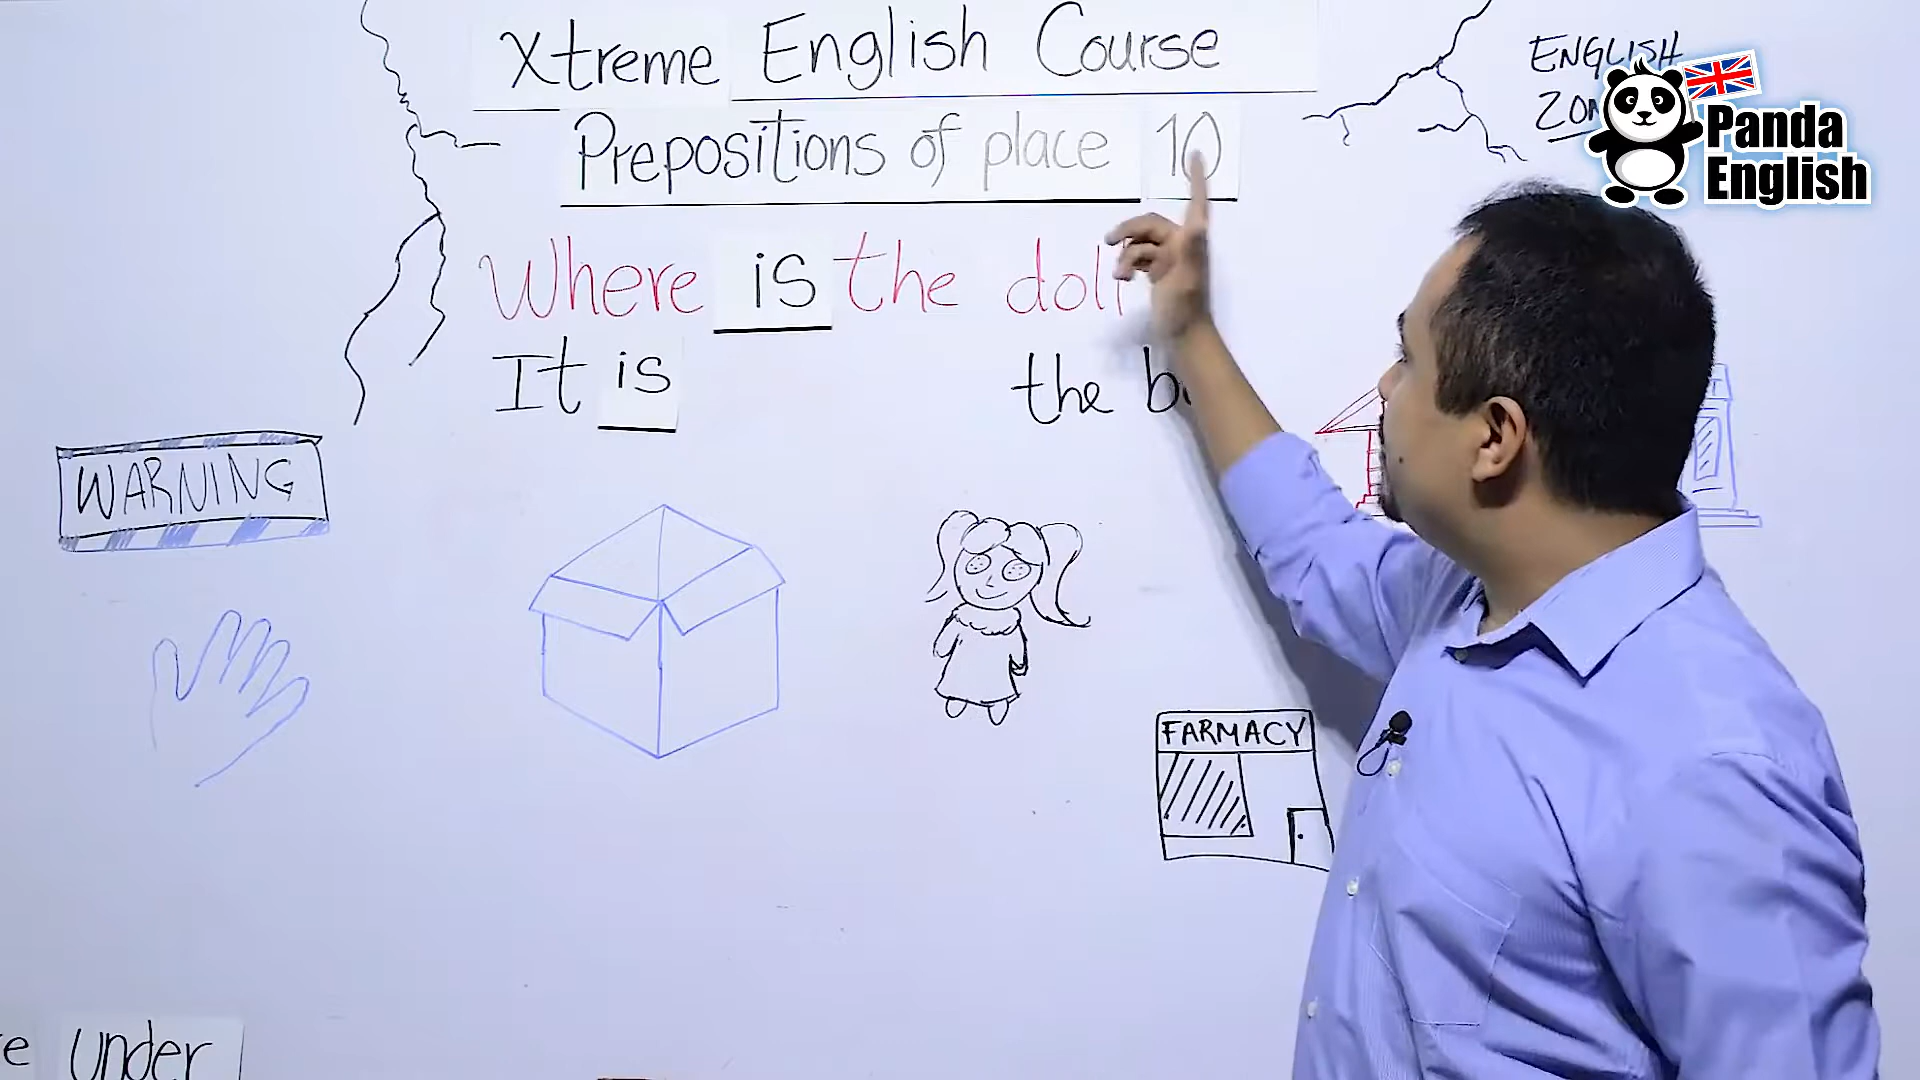 Xtreme English Course
Prepositions of place 10
Where is the doll
It is the
ENGLISH
Panda
English
WARNING
FARMACY
under